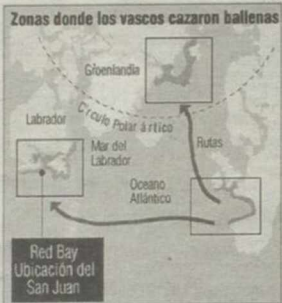 Zonas donde los vascos cazaron ballenas
Groenlandia
Círculo Polar ártico
Labrador
Mar del
Labrador
Rutas
Oceano
Atlántico
Red Bay
Ubicación del
San Juan